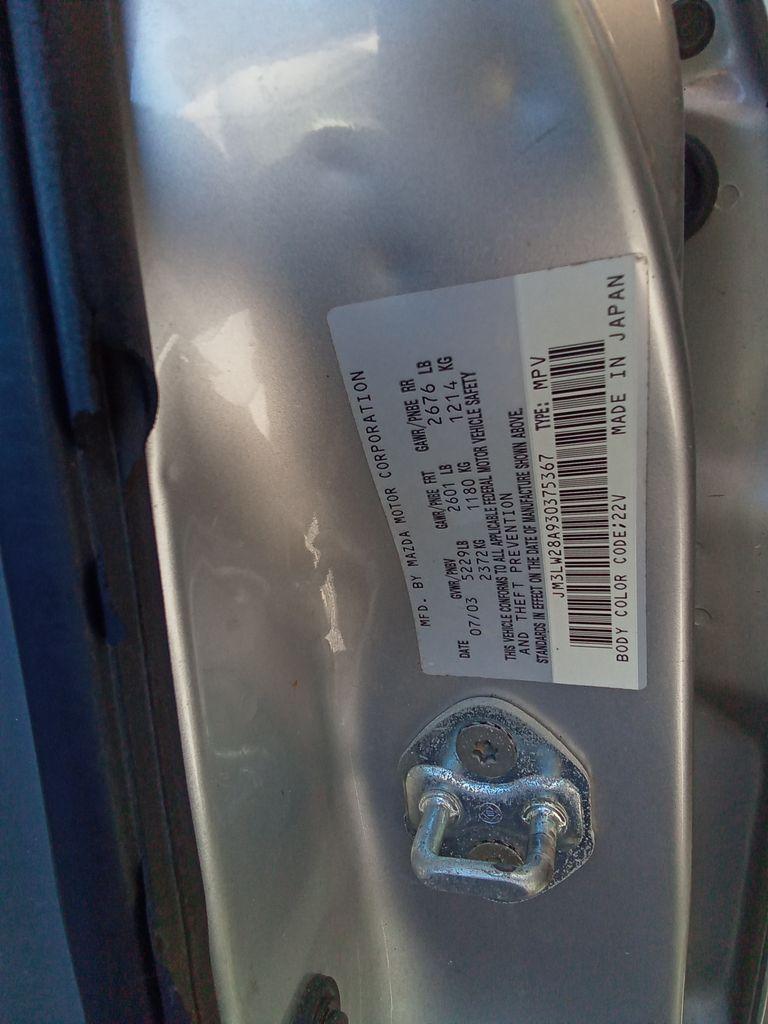 MFD. BY MAZDA MOTOR CORPORATION
DATE GVWR/PNBV GAWR/PNBE FRT GAWR/PNBE RR
07/03 5229LB 2601 LB 2676 LB
2372KG 1180 KG 1214 KG
THIS VEHICLE CONFORMS TO ALL APPLICABLE FEDERAL MOTOR VEHICLE SAFETY
AND THEFT PREVENTION
STANDARDS IN EFFECT ON THE DATE OF MANUFACTURE SHOWN ABOVE.
JM3LW28A930375367 TYPE: MPV
BODY COLOR CODE;22V MADE IN JAPAN